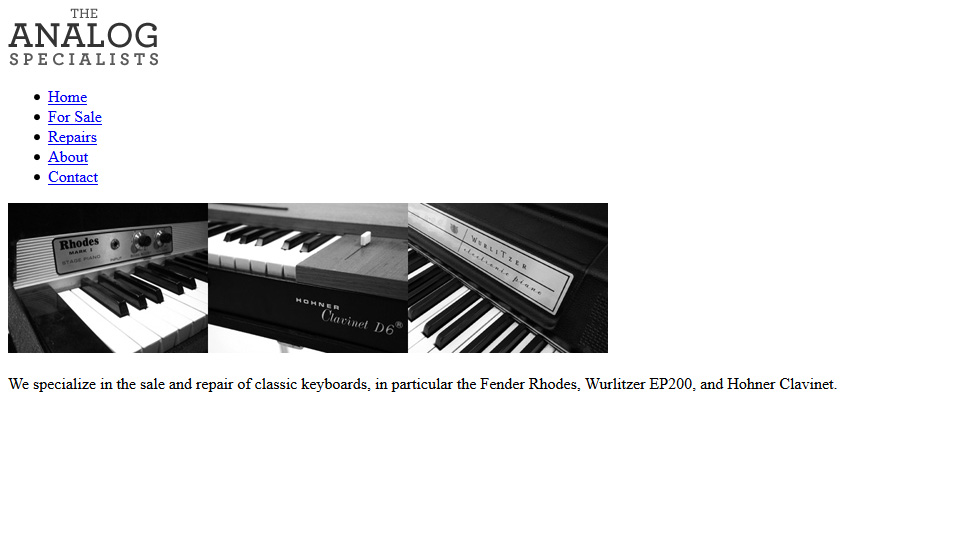 THE
ANALOG
SPECIALISTS
Home
For Sale
Repairs
About
Contact
Rhodes
MARK I
STAGE PIANO
INPUT
HOHNER
Clavinet D6®
WURLITZER
electronic piano
We specialize in the sale and repair of classic keyboards, in particular the Fender Rhodes, Wurlitzer EP200, and Hohner Clavinet.